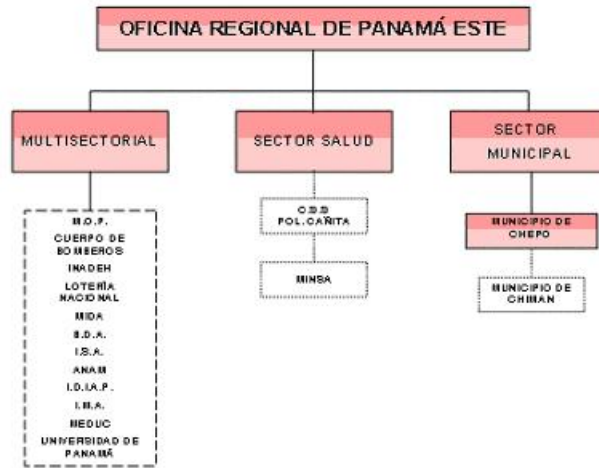 OFICINA REGIONAL DE PANAMÁ ESTE
MULTISECTORIAL
SECTOR SALUD
SECTOR
MUNICIPAL
M.O.P.
CUERPO DE
BOMBEROS
INADEH
LOTERÍA
NACIONAL
MIDA
B.D.A.
I.S.A.
ANAM
I.D.I.A.P.
I.M.A.
MEDUC
UNIVERSIDAD DE
PANAMÁ
C.S.S
POL.CAÑITA
MINSA
MUNICIPIO DE
CHEPO
MUNICIPIO DE
CHIMAN